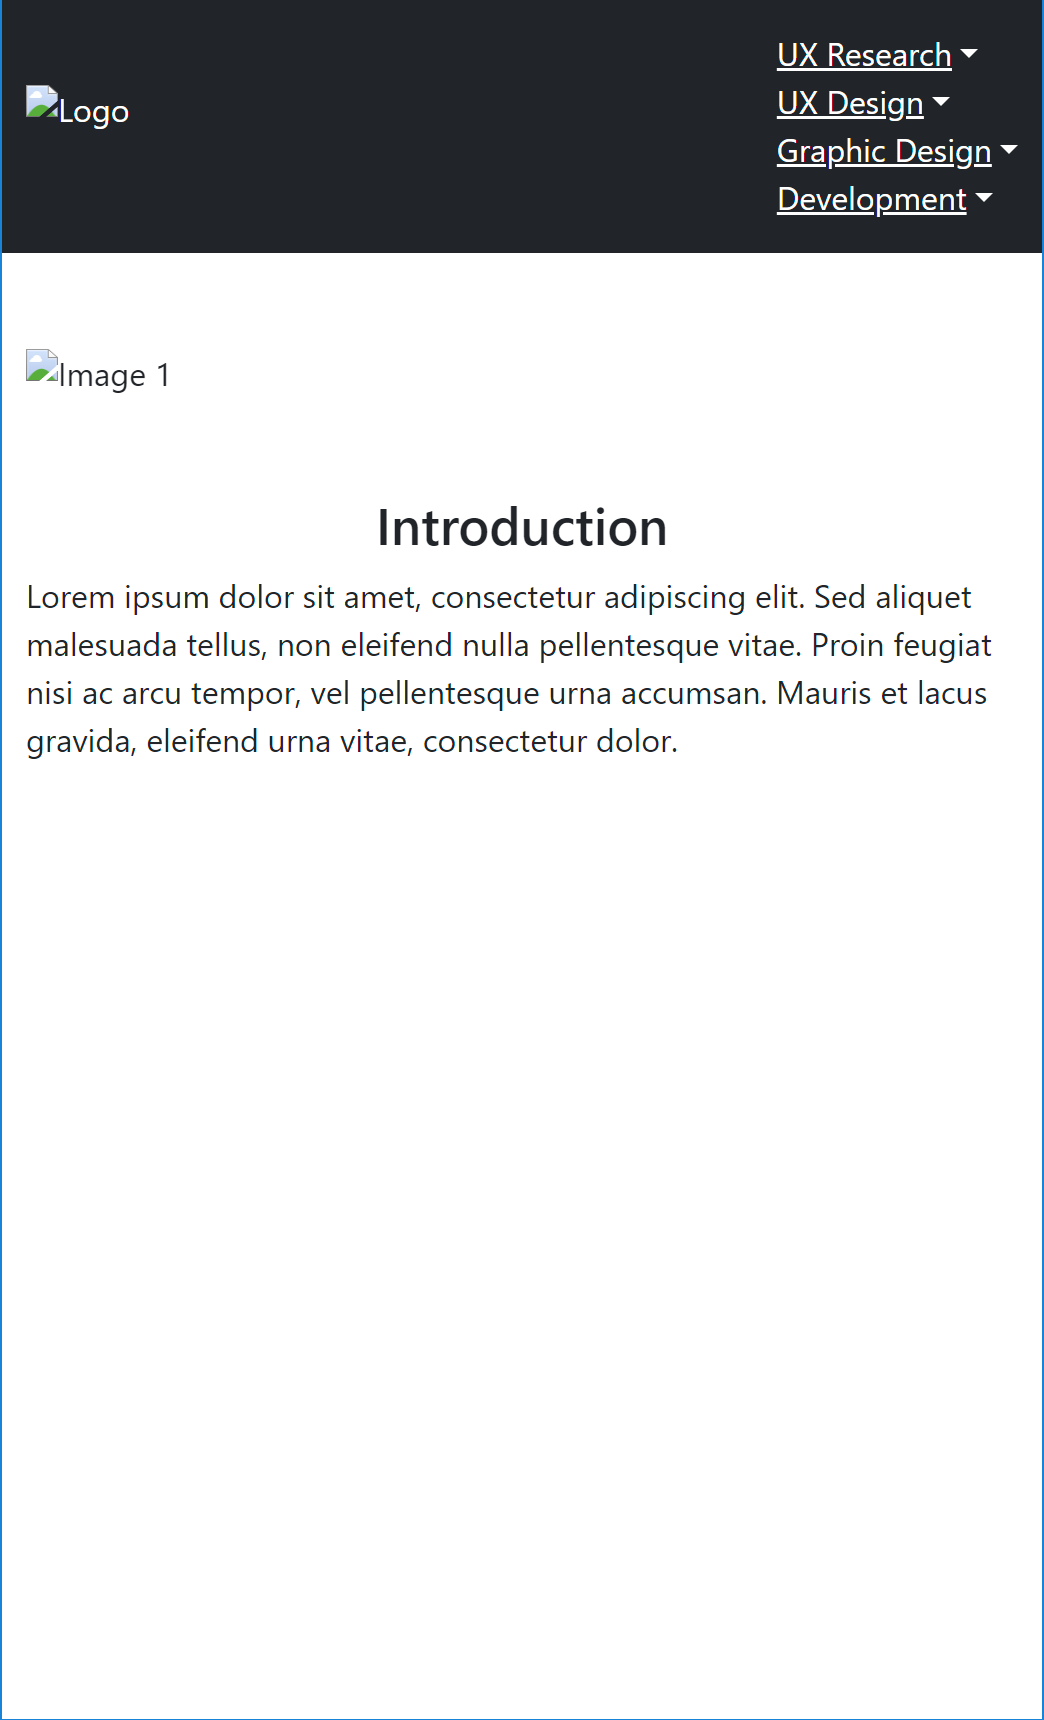 Logo
UX Research
UX Design
Graphic Design
Development
Image 1
Introduction
Lorem ipsum dolor sit amet, consectetur adipiscing elit. Sed aliquet
malesuada tellus, non eleifend nulla pellentesque vitae. Proin feugiat
nisi ac arcu tempor, vel pellentesque urna accumsan. Mauris et lacus
gravida, eleifend urna vitae, consectetur dolor.